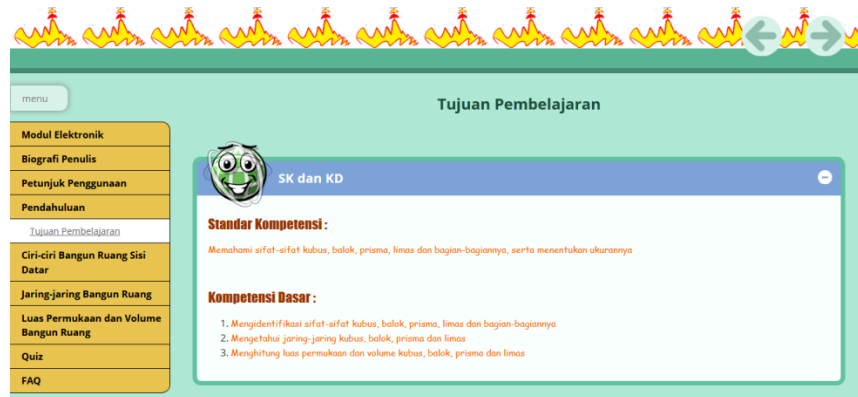 menu
Modul Elektronik
Biografi Penulis
Petunjuk Penggunaan
Pendahuluan
Tujuan Pembelajaran
Ciri-ciri Bangun Ruang Sisi
Datar
Jaring-jaring Bangun Ruang
Luas Permukaan dan Volume
Bangun Ruang
Quiz
FAQ
Tujuan Pembelajaran
SK dan KD
Standar Kompetensi :
Memahami sifat-sifat kubus, balok, prisma, limas dan bagian-bagiannya, serta menentukan ukurannya
Kompetensi Dasar :
1. Mengidentifikasi sifat-sifat kubus, balok, prisma, limas dan bagian-bagiannya
2. Mengetahui jaring-jaring kubus, balok, prisma dan limas
3. Menghitung luas permukaan dan volume kubus, balok, prisma dan limas